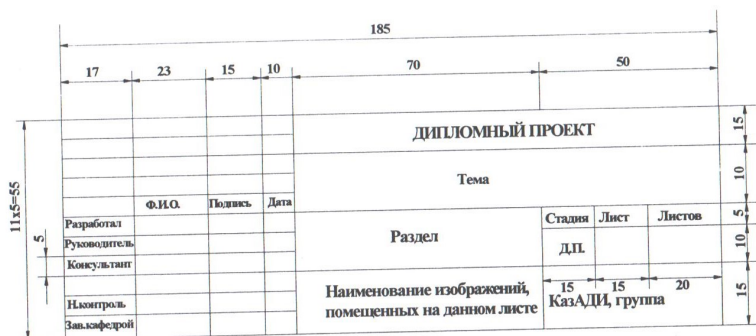 185
17 23 15 10 70 50
ДИПЛОМНЫЙ ПРОЕКТ
15
Тема
10
11х5=55
Ф.И.О. Подпись Дата
Разработал
Раздел
Стадия Лист Листов
5
Руководитель
Д.П.
10
5
Консультант
15 15 20
Наименование изображений,
помещенных на данном листе
КазАДИ, группа
15
Н.контроль
Зав.кафедрой